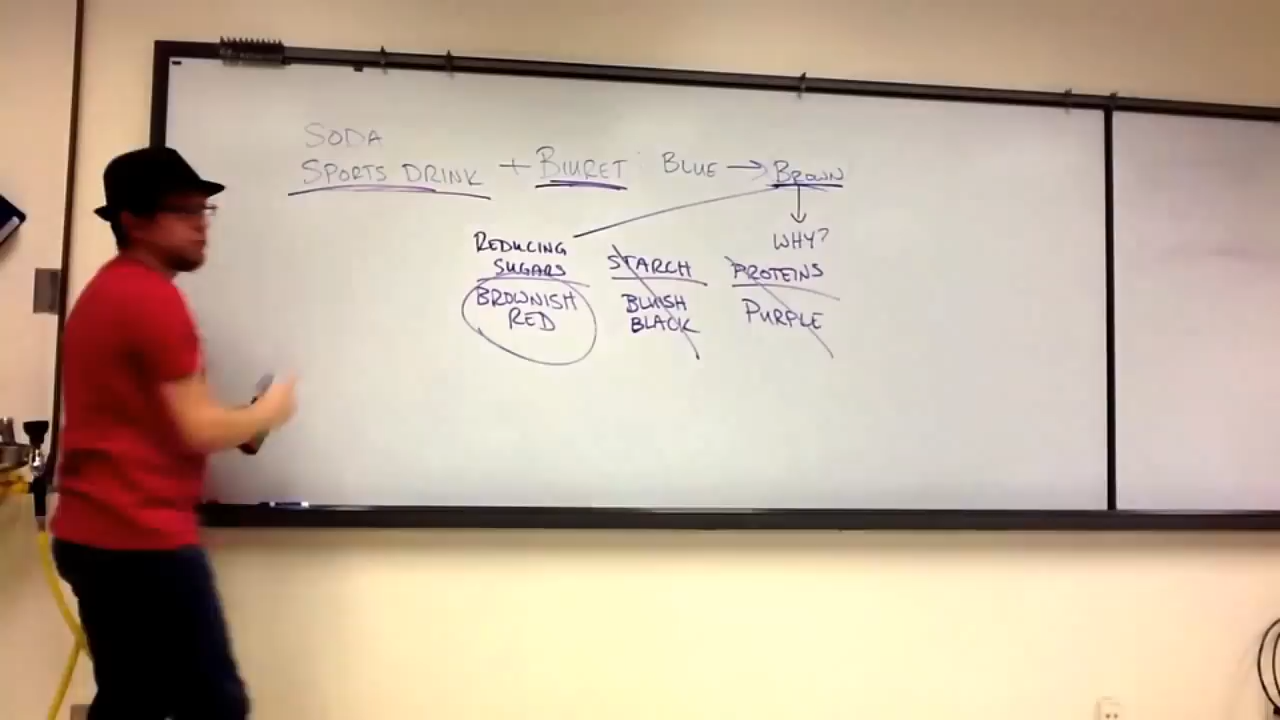 SODA
SPORTS DRINK + BIURET BLUE → BROWN
WHY?
REDUCING SUGARS
BROWNISH RED
STARCH
BLUISH BLACK
PROTEINS
PURPLE